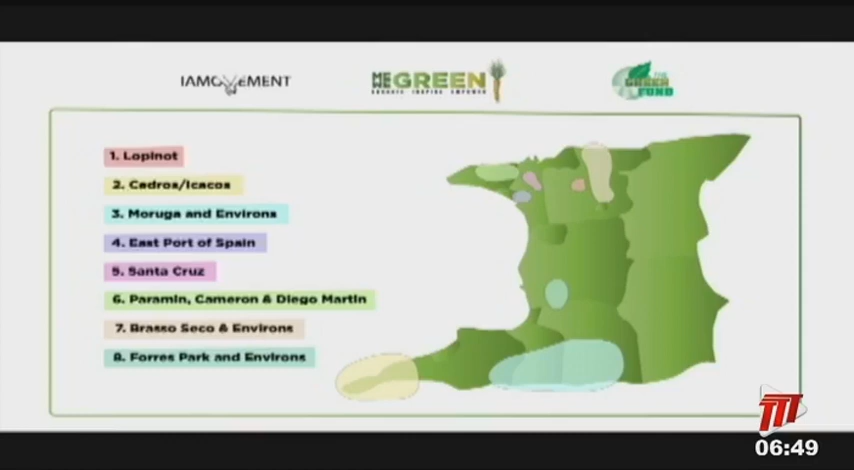 IAMOVEMENT
WE GREEN
EDUCATE INSPIRE EMPOWER
THE
GREEN
FUND
1. Lopinot
2. Cedros/Icacos
3. Moruga and Environs
4. East Port of Spain
5. Santa Cruz
6. Paramin, Cameron & Diego Martin
7. Brasso Seco & Environs
8. Forres Park and Environs
06:49